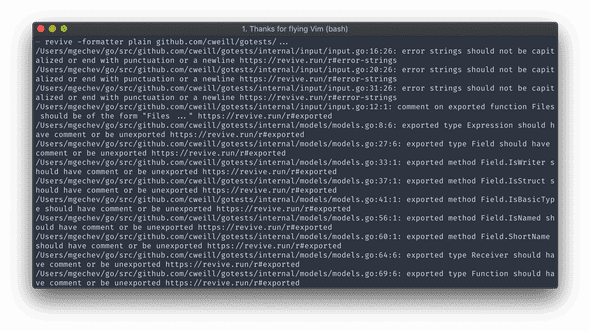 1. Thanks for flying Vim (bash)
~ revive -formatter plain github.com/cweill/gotests/...
/Users/mgechev/go/src/github.com/cweill/gotests/internal/input/input.go:16:26: error strings should not be capit
alized or end with punctuation or a newline https://revive.run/r#error-strings
/Users/mgechev/go/src/github.com/cweill/gotests/internal/input/input.go:20:26: error strings should not be capit
alized or end with punctuation or a newline https://revive.run/r#error-strings
/Users/mgechev/go/src/github.com/cweill/gotests/internal/input/input.go:31:26: error strings should not be capit
alized or end with punctuation or a newline https://revive.run/r#error-strings
/Users/mgechev/go/src/github.com/cweill/gotests/internal/input/input.go:12:1: comment on exported function Files
 should be of the form "Files ..." https://revive.run/r#exported
/Users/mgechev/go/src/github.com/cweill/gotests/internal/models/models.go:8:6: exported type Expression should h
ave comment or be unexported https://revive.run/r#exported
/Users/mgechev/go/src/github.com/cweill/gotests/internal/models/models.go:27:6: exported type Field should have 
comment or be unexported https://revive.run/r#exported
/Users/mgechev/go/src/github.com/cweill/gotests/internal/models/models.go:33:1: exported method Field.IsWriter s
hould have comment or be unexported https://revive.run/r#exported
/Users/mgechev/go/src/github.com/cweill/gotests/internal/models/models.go:37:1: exported method Field.IsStruct s
hould have comment or be unexported https://revive.run/r#exported
/Users/mgechev/go/src/github.com/cweill/gotests/internal/models/models.go:41:1: exported method Field.IsBasicTyp
e should have comment or be unexported https://revive.run/r#exported
/Users/mgechev/go/src/github.com/cweill/gotests/internal/models/models.go:56:1: exported method Field.IsNamed sh
ould have comment or be unexported https://revive.run/r#exported
/Users/mgechev/go/src/github.com/cweill/gotests/internal/models/models.go:60:1: exported method Field.ShortName 
should have comment or be unexported https://revive.run/r#exported
/Users/mgechev/go/src/github.com/cweill/gotests/internal/models/models.go:64:6: exported type Receiver should ha
ve comment or be unexported https://revive.run/r#exported
/Users/mgechev/go/src/github.com/cweill/gotests/internal/models/models.go:69:6: exported type Function should ha
ve comment or be unexported https://revive.run/r#exported